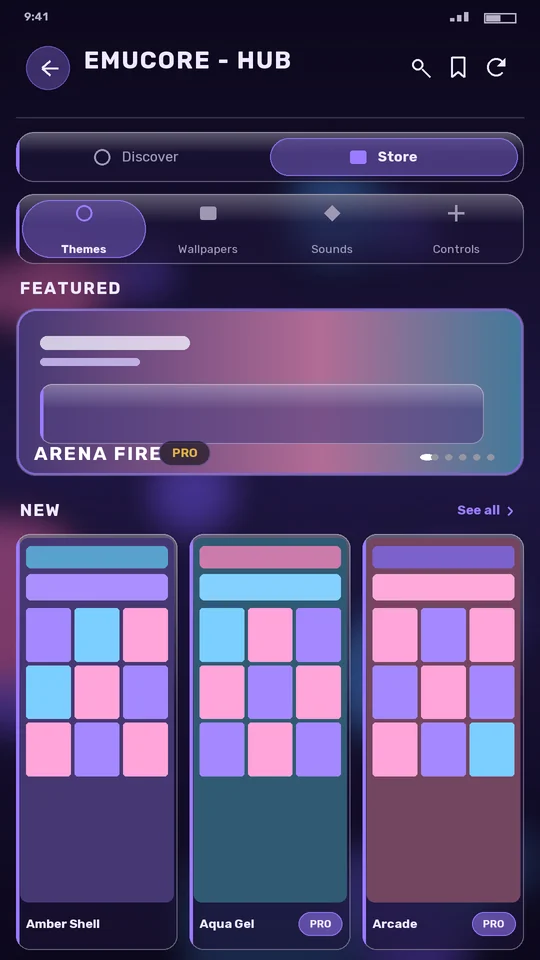 9:41
EMUCORE - HUB
Discover
Store
Themes
Wallpapers
Sounds
Controls
FEATURED
ARENA FIRE PRO
NEW
See all
Amber Shell
Aqua Gel PRO
Arcade PRO